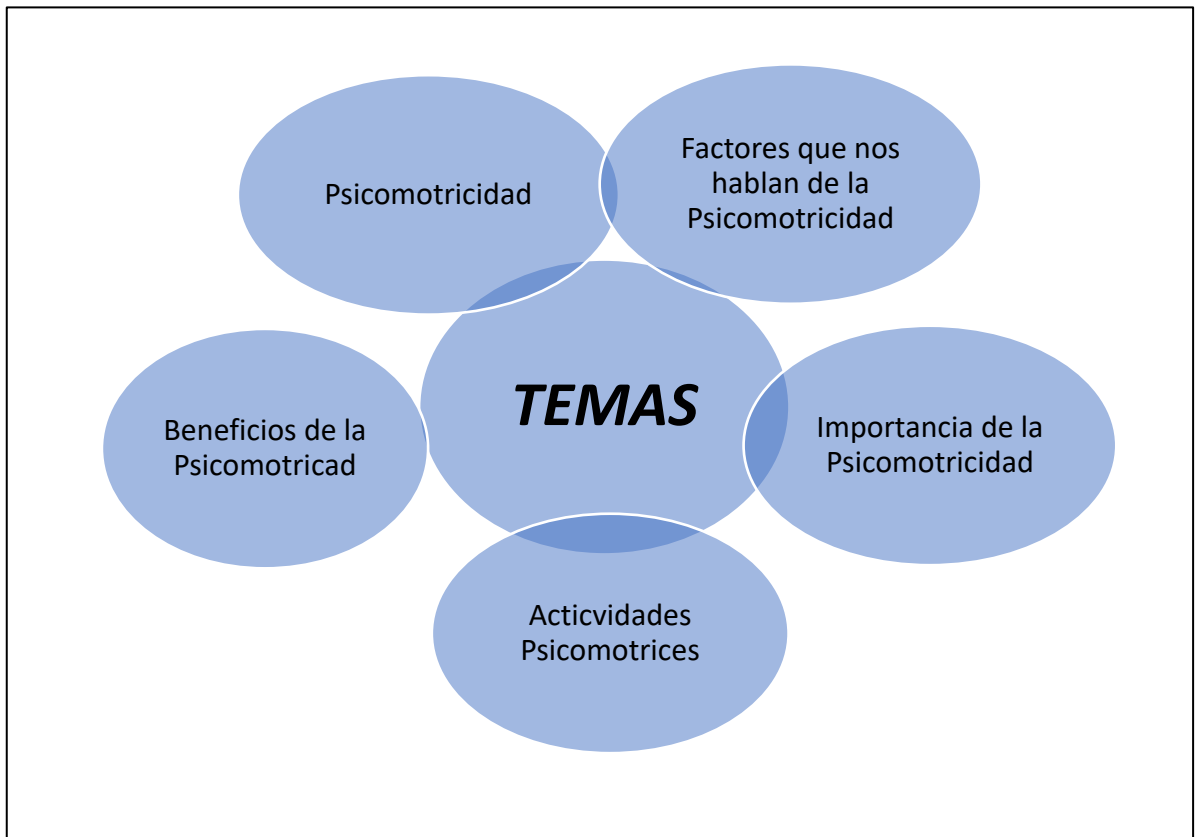 Psicomotricidad
Factores que nos
hablan de la
Psicomotricidad
TEMAS
Beneficios de la
Psicomotricad
Importancia de la
Psicomotricidad
Acticvidades
Psicomotrices